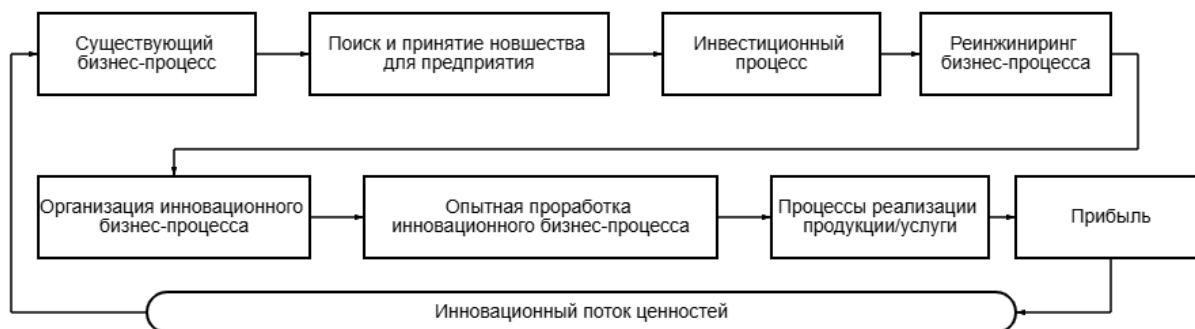 Существующий
бизнес-процесс
Поиск и принятие новшества
для предприятия
Инвестиционный
процесс
Реинжиниринг
бизнес-процесса
Организация инновационного
бизнес-процесса
Опытная проработка
инновационного бизнес-процесса
Процессы реализации
продукции/услуги
Прибыль
Инновационный поток ценностей